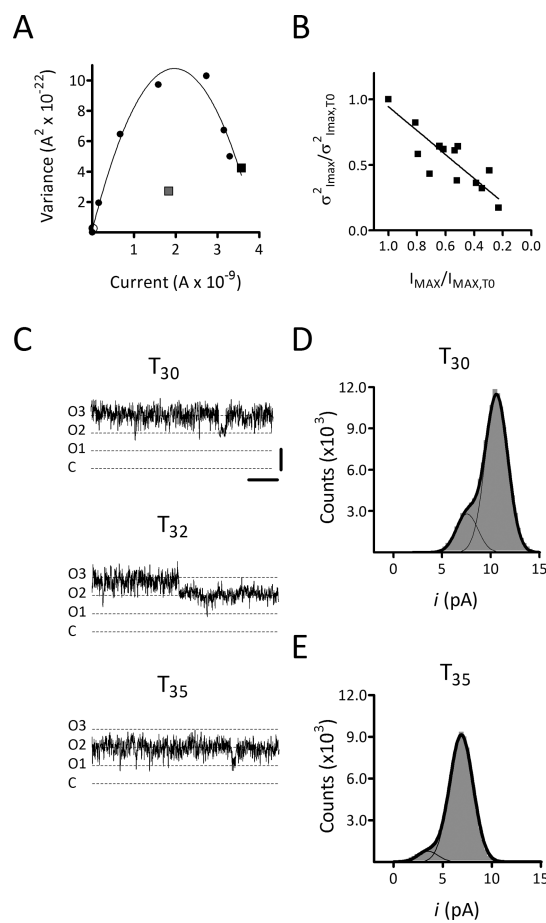 A
Variance (A² x 10⁻²²)
10
8
6
4
2
0
1
2
3
4
Current (A x 10⁻⁹)
B
σ²Imax/σ²Imax,T0
1.0
0.5
0.0
1.0
0.8
0.6
0.4
0.2
0.0
IMAX/IMAX,T0
C
T30
O3
O2
O1
C
T32
O3
O2
O1
C
T35
O3
O2
O1
C
D
T30
Counts (x10³)
12.0
9.0
6.0
3.0
0
5
10
15
i (pA)
E
T35
Counts (x10³)
12.0
9.0
6.0
3.0
0
5
10
15
i (pA)